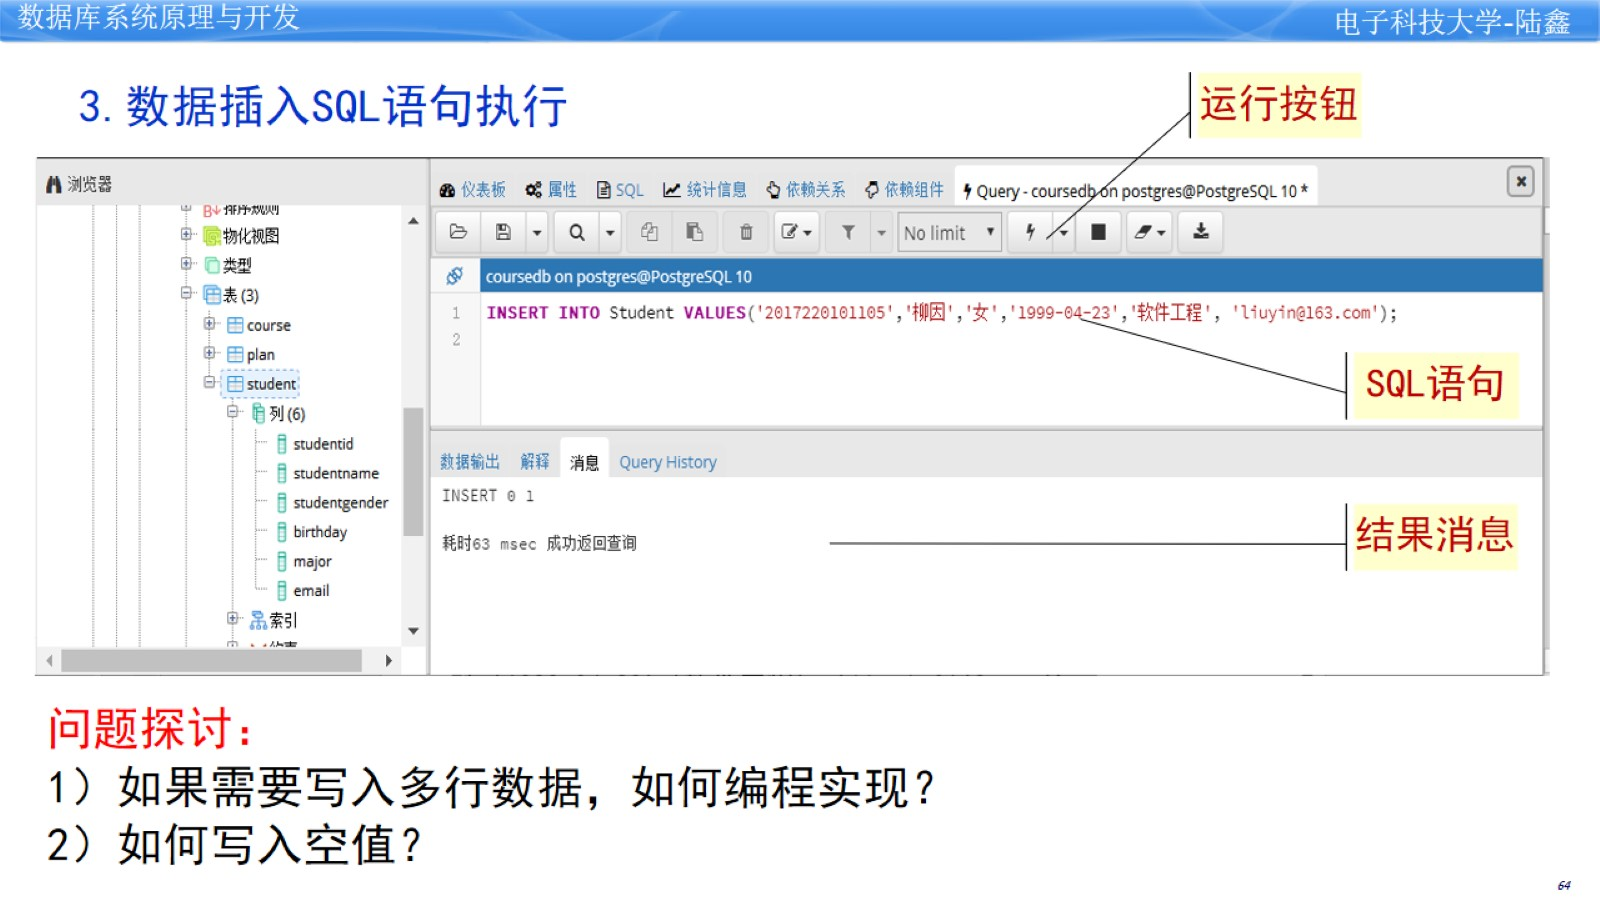 数据库系统原理与开发
电子科技大学-陆鑫
3. 数据插入SQL语句执行
运行按钮
浏览器
仪表板 属性 SQL 统计信息 依赖关系 依赖组件 Query - coursedb on postgres@PostgreSQL 10 *
排序规则
物化视图
类型
表 (3)
course
plan
student
列 (6)
studentid
studentname
studentgender
birthday
major
email
索引
No limit
coursedb on postgres@PostgreSQL 10
1 INSERT INTO Student VALUES('2017220101105','柳因','女','1999-04-23','软件工程', 'liuyin@163.com');
2
SQL语句
数据输出 解释 消息 Query History
INSERT 0 1
耗时63 msec 成功返回查询
结果消息
问题探讨：
1）如果需要写入多行数据，如何编程实现？
2）如何写入空值？
64